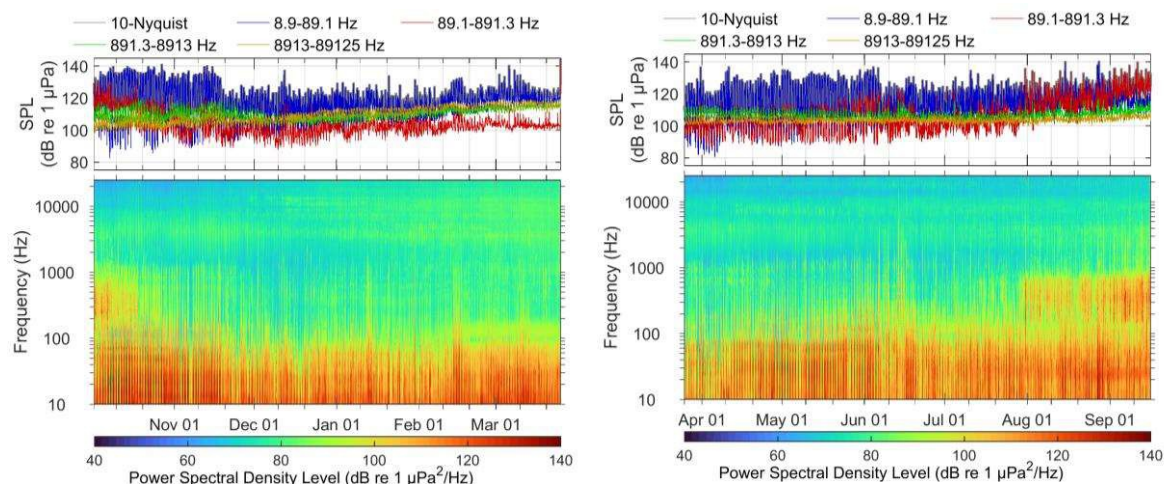 10-Nyquist 8.9-89.1 Hz 89.1-891.3 Hz
891.3-8913 Hz 8913-89125 Hz
140
120
100
80
SPL
(dB re 1 µPa)
10000
1000
100
10
Frequency (Hz)
Nov 01 Dec 01 Jan 01 Feb 01 Mar 01
40 60 80 100 120 140
Power Spectral Density Level (dB re 1 µPa²/Hz)
10-Nyquist 8.9-89.1 Hz 89.1-891.3 Hz
891.3-8913 Hz 8913-89125 Hz
140
120
100
80
SPL
(dB re 1 µPa)
10000
1000
100
10
Frequency (Hz)
Apr 01 May 01 Jun 01 Jul 01 Aug 01 Sep 01
40 60 80 100 120 140
Power Spectral Density Level (dB re 1 µPa²/Hz)